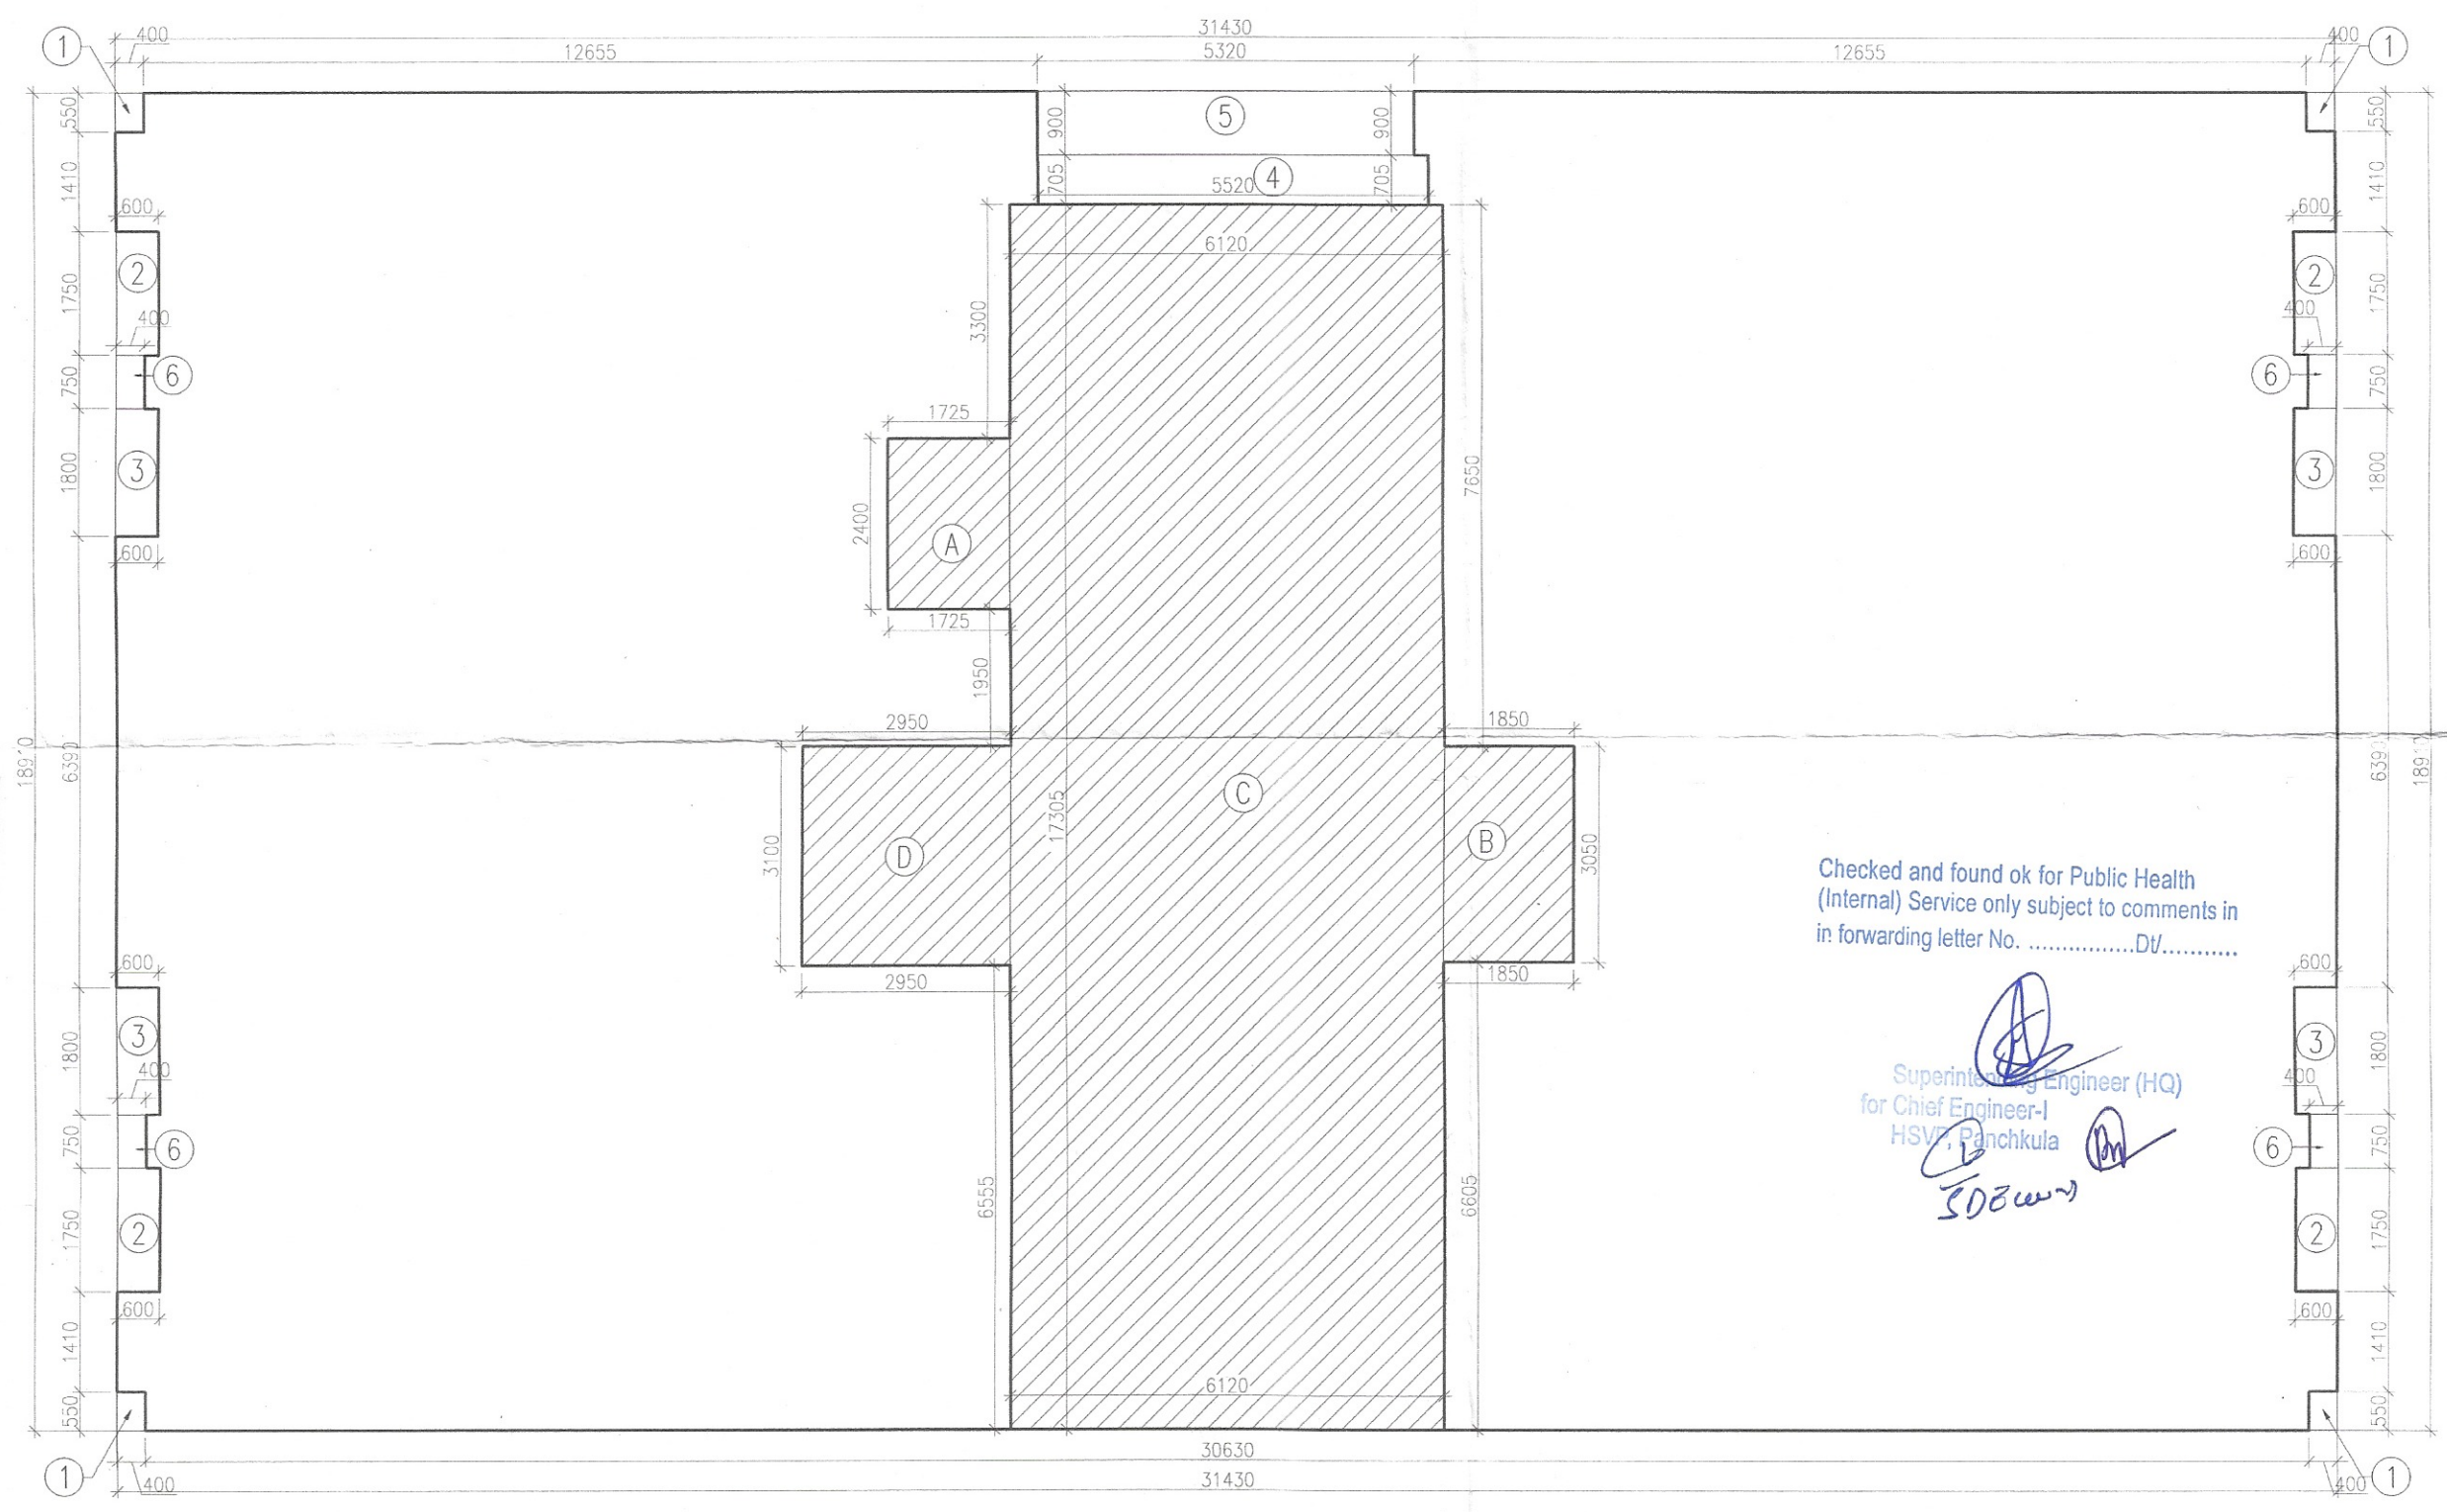 31430
400 12655 5320 12655 400
1 1
550 900 5 900 550
1410 705 5520 4 705 1410
600 600
6120
2 2
1750 3300 1750
400 400
750 6 6 750
1725
3 3
1800 7650 1800
2400 A
600 600
1725
1950
2950 1850
18910 6390 6390 18910
C
17305
3100 D B 3050
Checked and found ok for Public Health
(Internal) Service only subject to comments in
in forwarding letter No. ................Dt/...........
600 2950 1850 600
3 3
1800 1800
400 400
Superintending Engineer (HQ)
for Chief Engineer-I
HSVP, Panchkula
750 6 6 750
6555 6605
SDE
2 2
1750 1750
600 600
1410 1410
6120
550 550
30630
1 31430 1
400 400